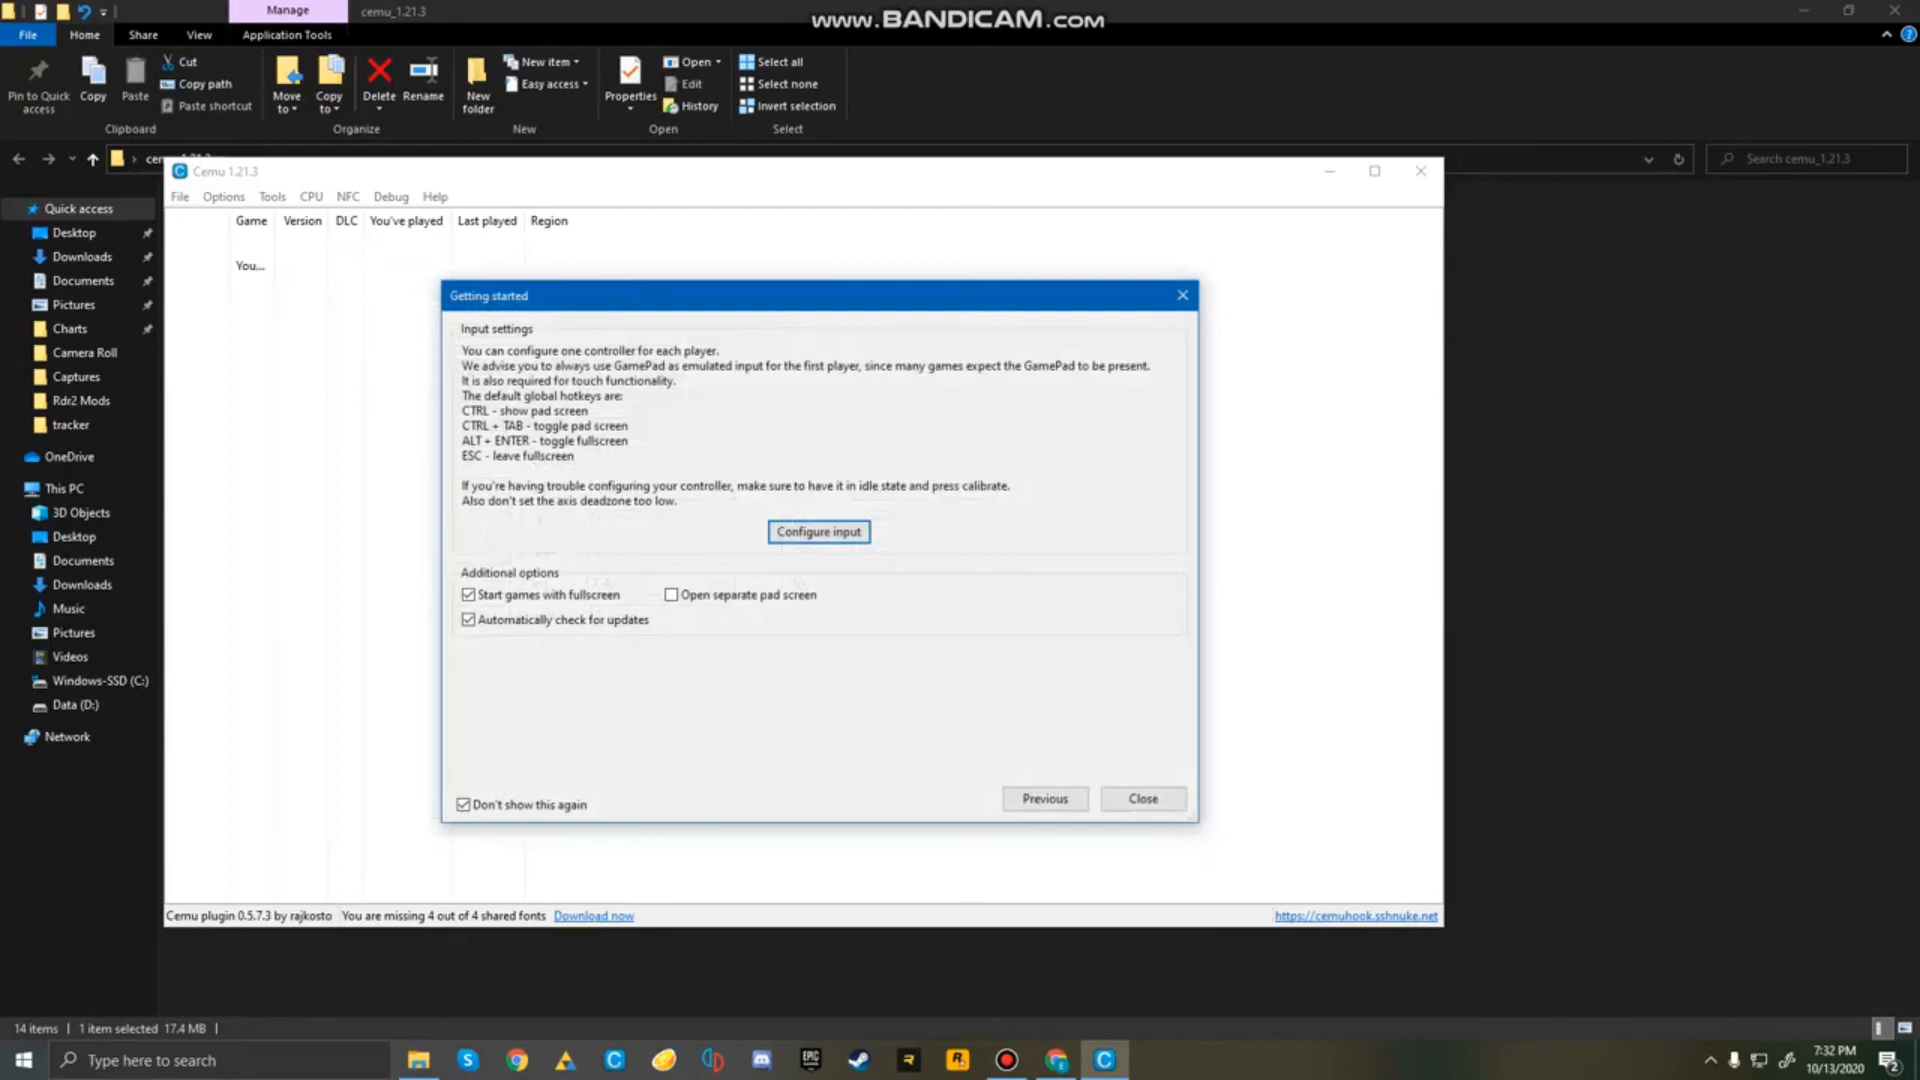 Manage
cemu_1.21.3
www.BANDICAM.com
File
Home
Share
View
Application Tools
Pin to Quick access
Copy
Paste
Cut
Copy path
Paste shortcut
Clipboard
Move to
Copy to
Delete
Rename
Organize
New folder
New item
Easy access
New
Properties
Open
Edit
History
Open
Select all
Select none
Invert selection
Select
Search cemu_1.21.3
Cemu 1.21.3
File
Options
Tools
CPU
NFC
Debug
Help
Game
Version
DLC
You've played
Last played
Region
You...
Quick access
Desktop
Downloads
Documents
Pictures
Charts
Camera Roll
Captures
Rdr2 Mods
tracker
OneDrive
This PC
3D Objects
Desktop
Documents
Downloads
Music
Pictures
Videos
Windows-SSD (C:)
Data (D:)
Network
Getting started
Input settings
You can configure one controller for each player.
We advise you to always use GamePad as emulated input for the first player, since many games expect the GamePad to be present.
It is also required for touch functionality.
The default global hotkeys are:
CTRL - show pad screen
CTRL + TAB - toggle pad screen
ALT + ENTER - toggle fullscreen
ESC - leave fullscreen
If you're having trouble configuring your controller, make sure to have it in idle state and press calibrate.
Also don't set the axis deadzone too low.
Configure input
Additional options
Start games with fullscreen
Open separate pad screen
Automatically check for updates
Don't show this again
Previous
Close
Cemu plugin 0.5.7.3 by rajkosto
You are missing 4 out of 4 shared fonts
Download now
https://cemuhook.sshnuke.net
14 items
1 item selected 17.4 MB
Type here to search
EPIC
7:32 PM
10/13/2020
2